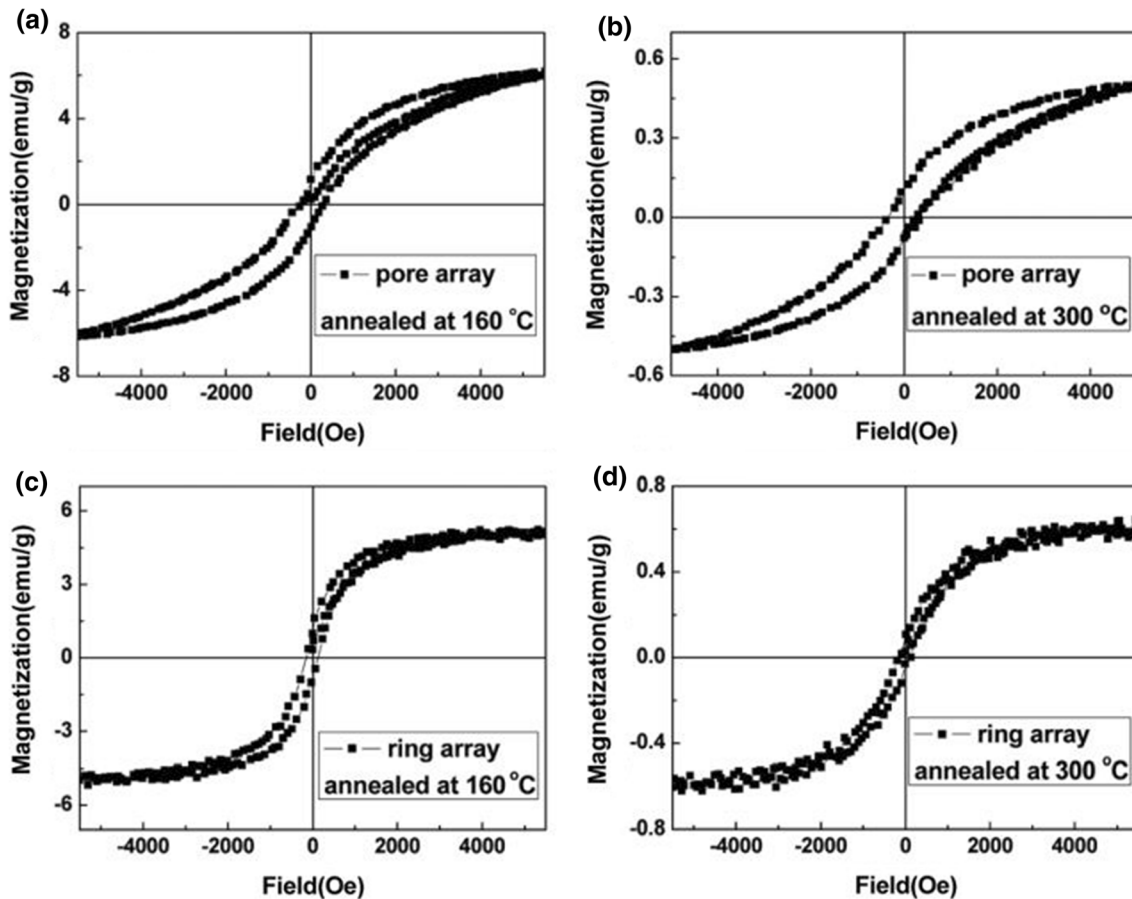 (a)
Magnetization(emu/g)
8
4
0
-4
-8
-4000 -2000 0 2000 4000
Field(Oe)
pore array
annealed at 160 °C
(b)
Magnetization(emu/g)
0.6
0.3
0.0
-0.3
-0.6
-4000 -2000 0 2000 4000
Field(Oe)
pore array
annealed at 300 °C
(c)
Magnetization(emu/g)
6
3
0
-3
-6
-4000 -2000 0 2000 4000
Field(Oe)
ring array
annealed at 160 °C
(d)
Magnetization(emu/g)
0.8
0.4
0.0
-0.4
-0.8
-4000 -2000 0 2000 4000
Field(Oe)
ring array
annealed at 300 °C